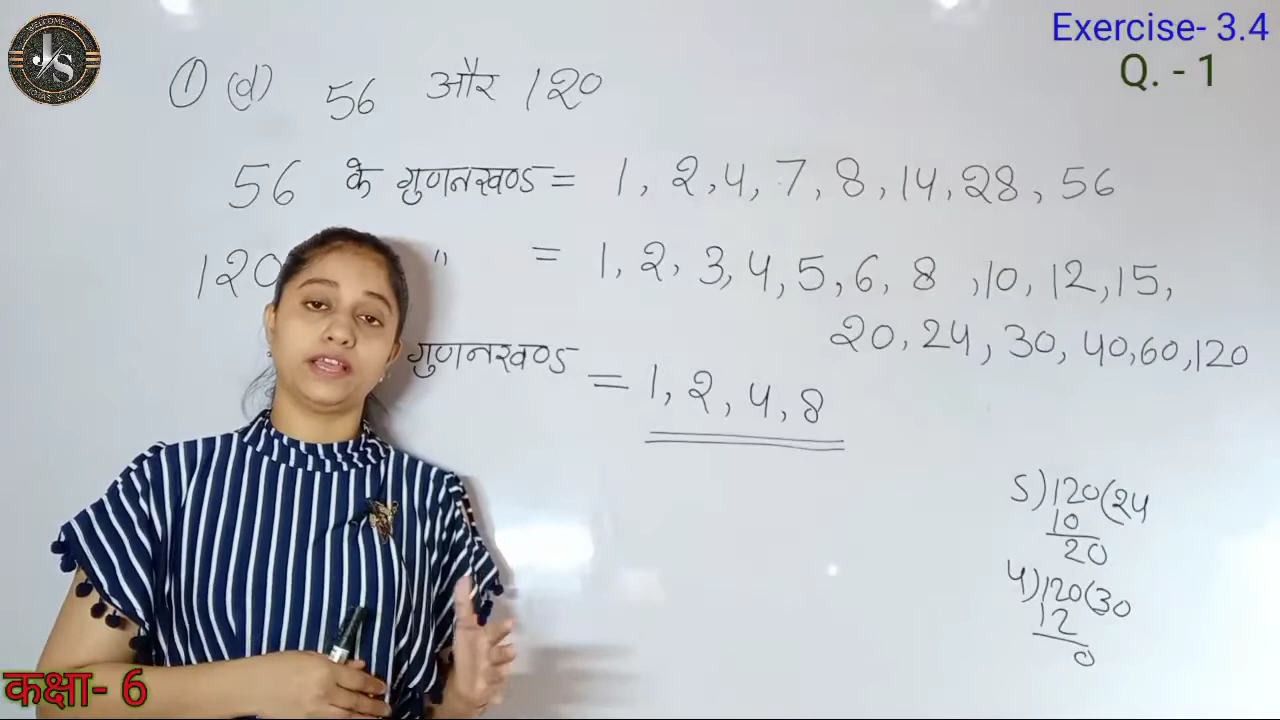 WELCOME TO
J/S
Exercise- 3.4
Q. - 1
① (d) 56 और 120
56 के गुणनखण्ड = 1, 2, 4, 7, 8, 14, 28, 56
120 " = 1, 2, 3, 4, 5, 6, 8, 10, 12, 15,
20, 24, 30, 40, 60, 120
गुणनखण्ड = 1, 2, 4, 8
5)120(24
10
20
4)120(30
12
0
कक्षा- 6